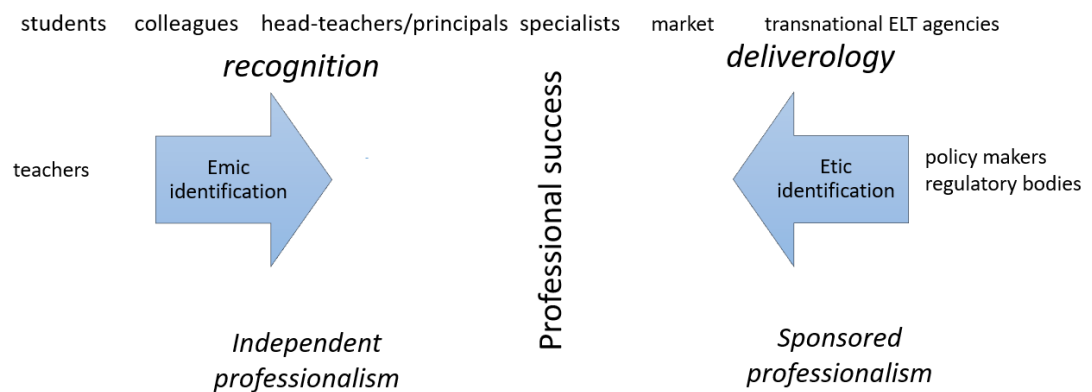 students colleagues head-teachers/principals specialists market transnational ELT agencies
recognition
deliverology
Professional success
teachers
Emic
identification
Etic
identification
policy makers
regulatory bodies
Independent
professionalism
Sponsored
professionalism